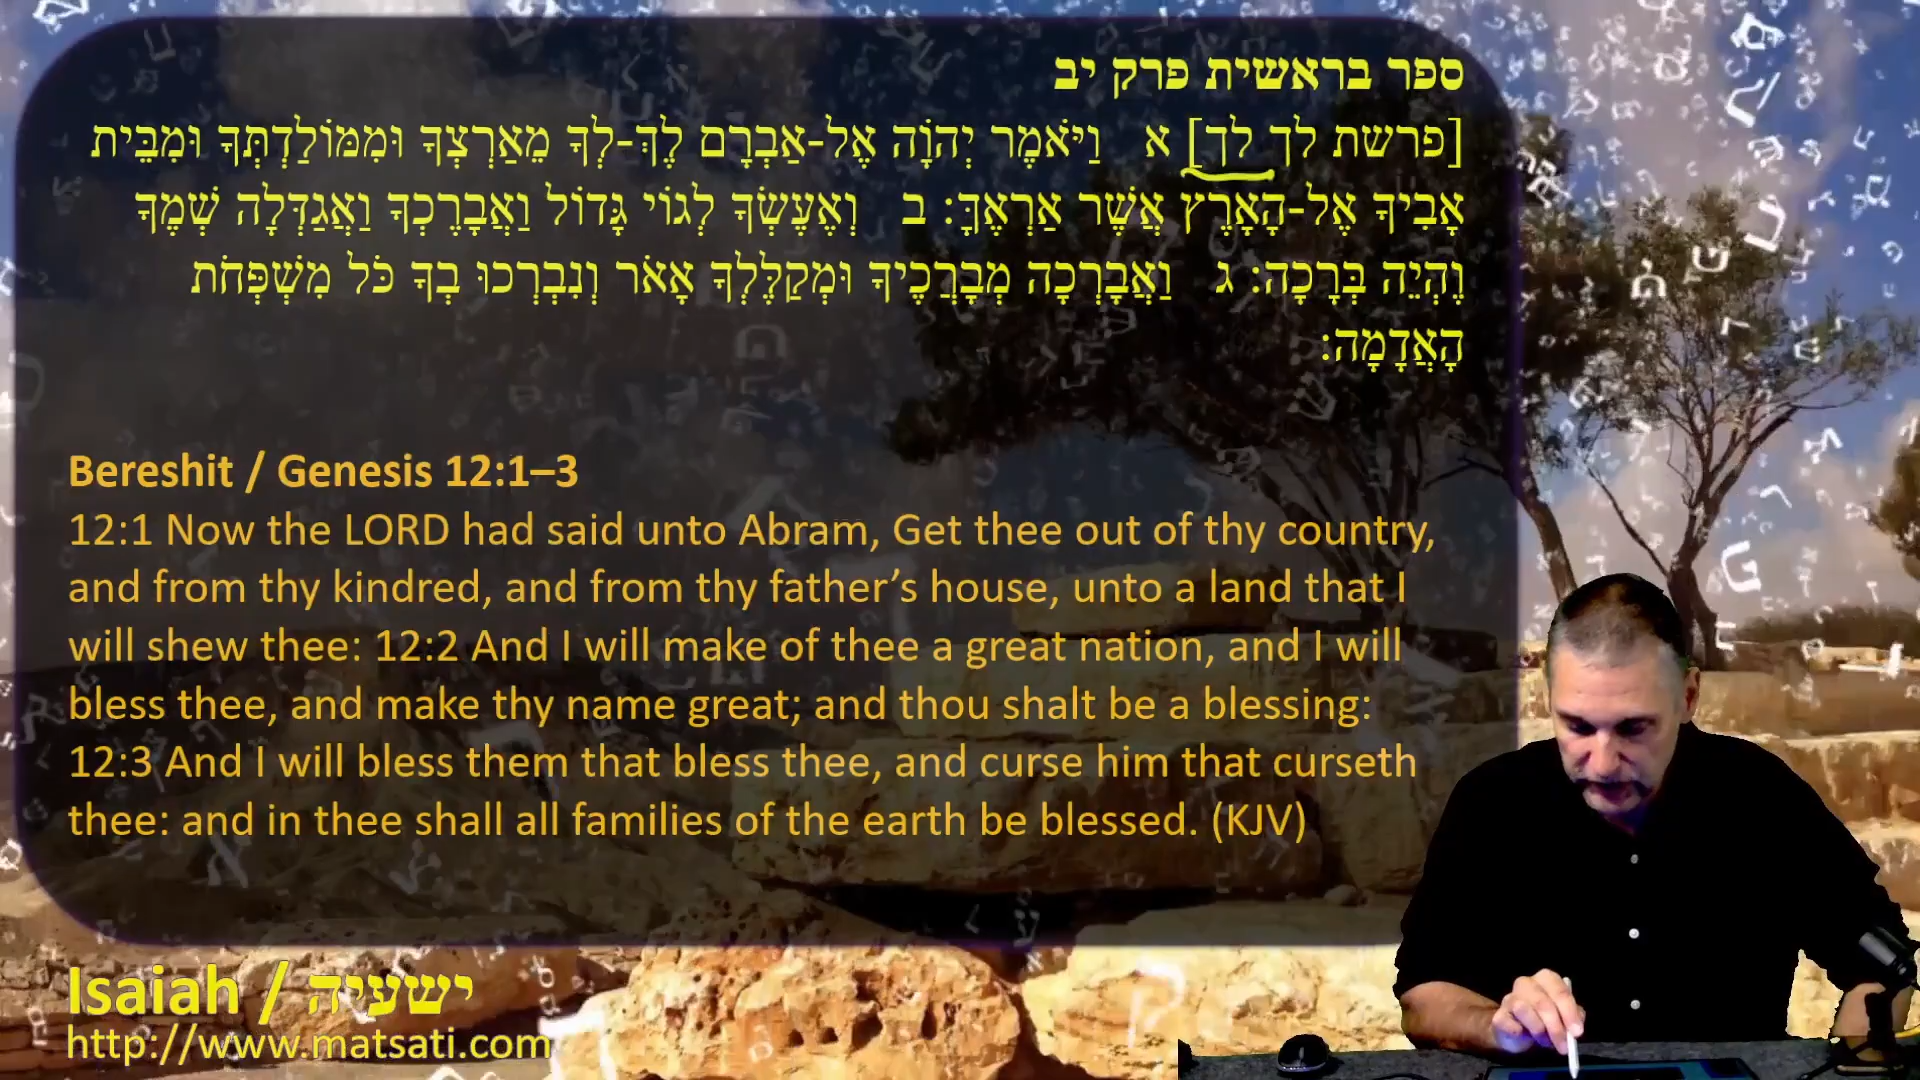 ספר בראשית פרק יב
[פרשת לך לך] א וַיֹּאמֶר יְהוָֹה אֶל-אַבְרָם לֶךְ-לְךָ מֵאַרְצְךָ וּמִמּוֹלַדְתְּךָ וּמִבֵּית
אָבִיךָ אֶל-הָאָרֶץ אֲשֶׁר אַרְאֶךָּ: ב וְאֶעֶשְׂךָ לְגוֹי גָּדוֹל וַאֲבָרֶכְךָ וַאֲגַדְּלָה שְׁמֶךָ
וֶהְיֵה בְּרָכָה: ג וַאֲבָרְכָה מְבָרֲכֶיךָ וּמְקַלֶּלְךָ אָאֹר וְנִבְרְכוּ בְךָ כֹּל מִשְׁפְּחֹת
הָאֲדָמָה:
Bereshit / Genesis 12:1–3
12:1 Now the LORD had said unto Abram, Get thee out of thy country,
and from thy kindred, and from thy father’s house, unto a land that I
will shew thee: 12:2 And I will make of thee a great nation, and I will
bless thee, and make thy name great; and thou shalt be a blessing:
12:3 And I will bless them that bless thee, and curse him that curseth
thee: and in thee shall all families of the earth be blessed. (KJV)
Isaiah / ישעיה
http://www.matsati.com